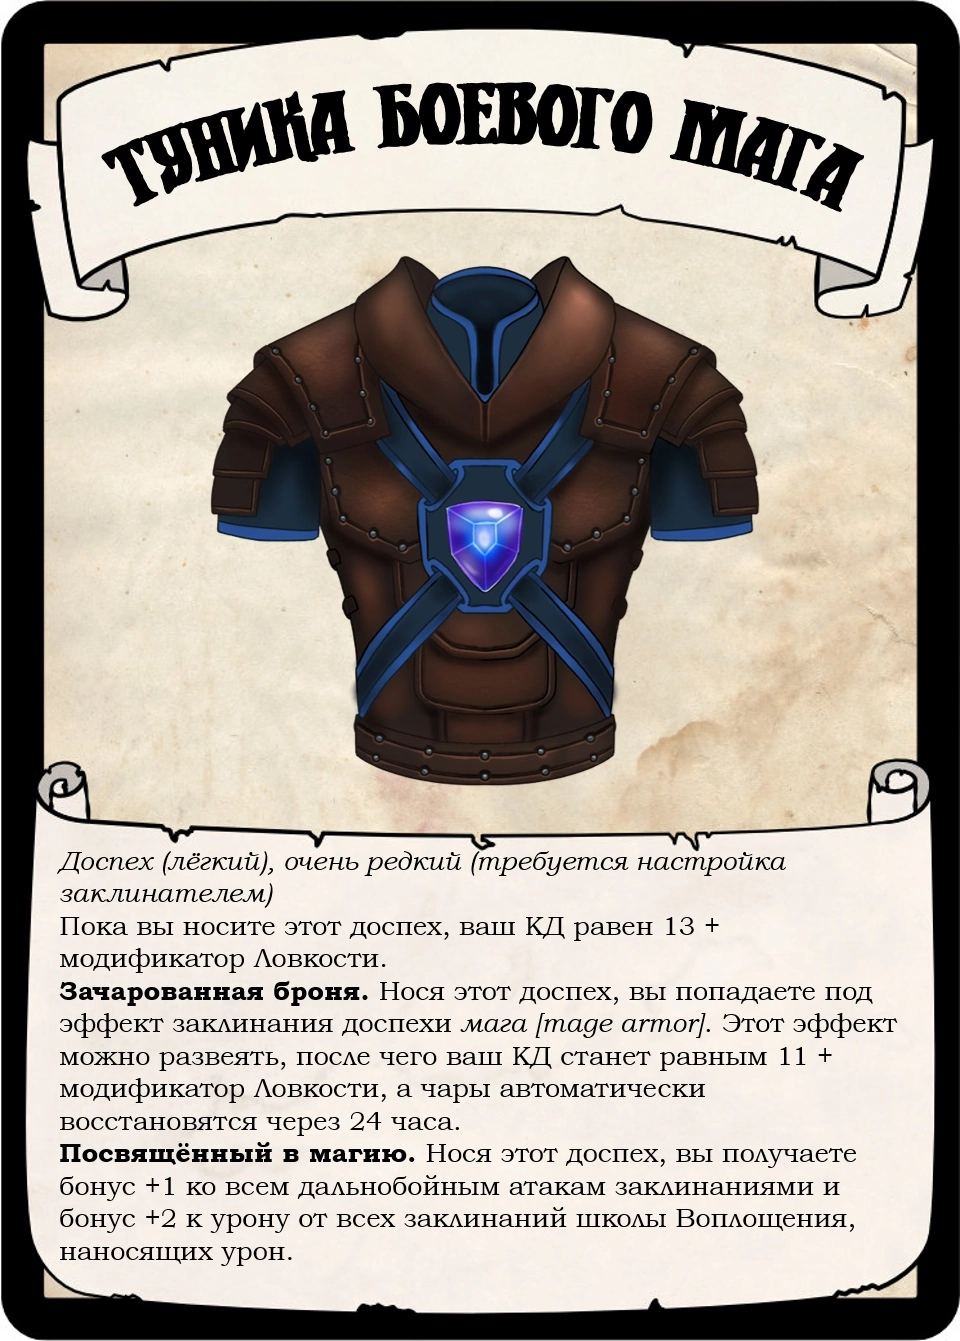 ТУНИКА БОЕВОГО МАГА
Доспех (лёгкий), очень редкий (требуется настройка
заклинателем)
Пока вы носите этот доспех, ваш КД равен 13 +
модификатор Ловкости.
Зачарованная броня. Нося этот доспех, вы попадаете под
эффект заклинания доспехи мага [mage armor]. Этот эффект
можно развеять, после чего ваш КД станет равным 11 +
модификатор Ловкости, а чары автоматически
восстановятся через 24 часа.
Посвящённый в магию. Нося этот доспех, вы получаете
бонус +1 ко всем дальнобойным атакам заклинаниями и
бонус +2 к урону от всех заклинаний школы Воплощения,
наносящих урон.